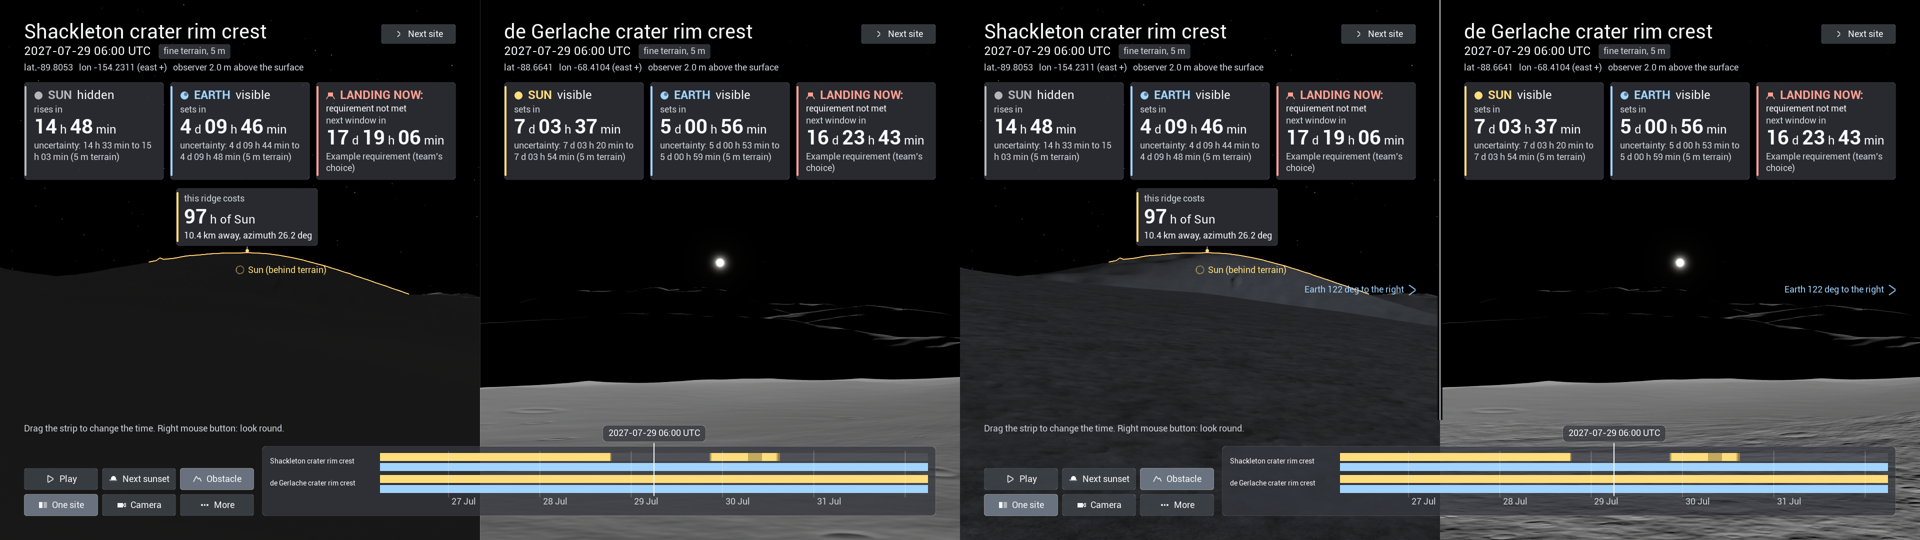 Shackleton crater rim crest
Next site
2027-07-29 06:00 UTC fine terrain, 5 m
lat.-89.8053 lon -154.2311 (east +) observer 2.0 m above the surface
SUN hidden
rises in
14 h 48 min
uncertainty: 14 h 33 min to 15
h 03 min (5 m terrain)
EARTH visible
sets in
4 d 09 h 46 min
uncertainty: 4 d 09 h 44 min to
4 d 09 h 48 min (5 m terrain)
LANDING NOW:
requirement not met
next window in
17 d 19 h 06 min
Example requirement (team's
choice)
this ridge costs
97 h of Sun
10.4 km away, azimuth 26.2 deg
Sun (behind terrain)
de Gerlache crater rim crest
Next site
2027-07-29 06:00 UTC fine terrain, 5 m
lat -88.6641 lon -68.4104 (east +) observer 2.0 m above the surface
SUN visible
sets in
7 d 03 h 37 min
uncertainty: 7 d 03 h 20 min to
7 d 03 h 54 min (5 m terrain)
EARTH visible
sets in
5 d 00 h 56 min
uncertainty: 5 d 00 h 53 min to
5 d 00 h 59 min (5 m terrain)
LANDING NOW:
requirement not met
next window in
16 d 23 h 43 min
Example requirement (team's
choice)
Drag the strip to change the time. Right mouse button: look round.
2027-07-29 06:00 UTC
Play
Next sunset
Obstacle
One site
Camera
More
Shackleton crater rim crest
de Gerlache crater rim crest
27 Jul 28 Jul 29 Jul 30 Jul 31 Jul
Shackleton crater rim crest
Next site
2027-07-29 06:00 UTC fine terrain, 5 m
lat.-89.8053 lon -154.2311 (east +) observer 2.0 m above the surface
SUN hidden
rises in
14 h 48 min
uncertainty: 14 h 33 min to 15
h 03 min (5 m terrain)
EARTH visible
sets in
4 d 09 h 46 min
uncertainty: 4 d 09 h 44 min to
4 d 09 h 48 min (5 m terrain)
LANDING NOW:
requirement not met
next window in
17 d 19 h 06 min
Example requirement (team's
choice)
this ridge costs
97 h of Sun
10.4 km away, azimuth 26.2 deg
Sun (behind terrain)
Earth 122 deg to the right
de Gerlache crater rim crest
Next site
2027-07-29 06:00 UTC fine terrain, 5 m
lat -88.6641 lon -68.4104 (east +) observer 2.0 m above the surface
SUN visible
sets in
7 d 03 h 37 min
uncertainty: 7 d 03 h 20 min to
7 d 03 h 54 min (5 m terrain)
EARTH visible
sets in
5 d 00 h 56 min
uncertainty: 5 d 00 h 53 min to
5 d 00 h 59 min (5 m terrain)
LANDING NOW:
requirement not met
next window in
16 d 23 h 43 min
Example requirement (team's
choice)
Earth 122 deg to the right
Drag the strip to change the time. Right mouse button: look round.
2027-07-29 06:00 UTC
Play
Next sunset
Obstacle
One site
Camera
More
Shackleton crater rim crest
de Gerlache crater rim crest
27 Jul 28 Jul 29 Jul 30 Jul 31 Jul